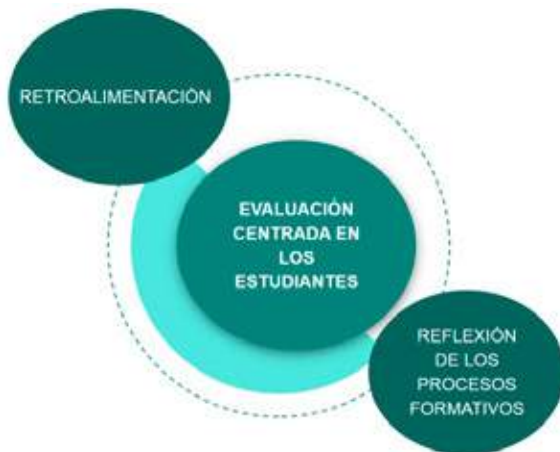 RETROALIMENTACIÓN
EVALUACIÓN
CENTRADA EN
LOS
ESTUDIANTES
REFLEXIÓN
DE LOS
PROCESOS
FORMATIVOS